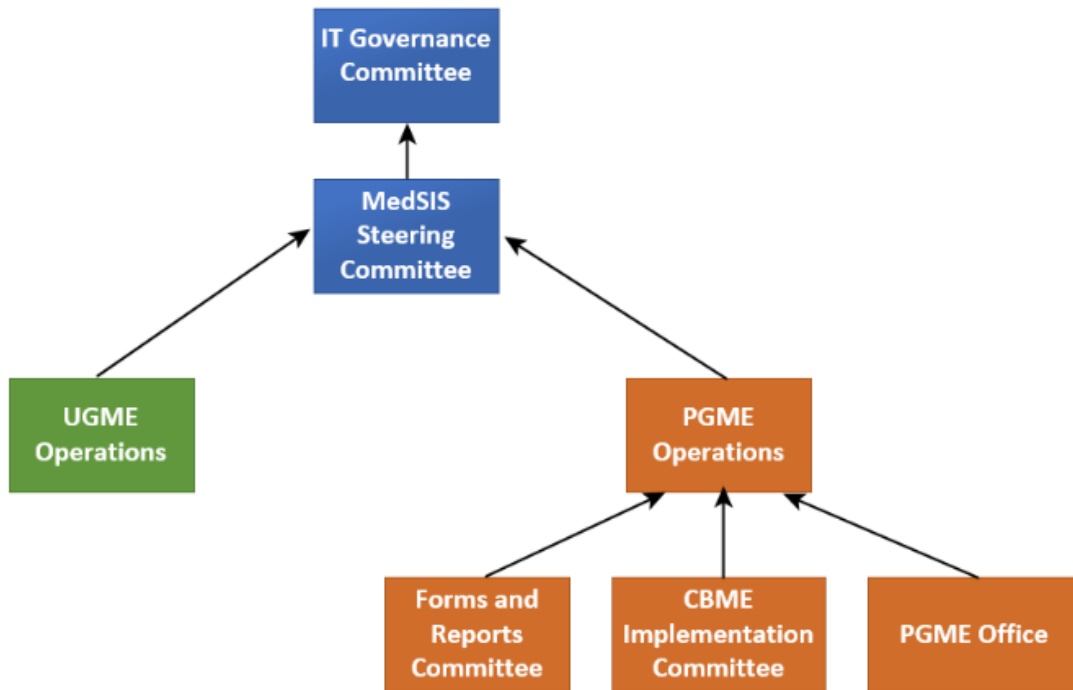 IT Governance
Committee
MedSIS
Steering
Committee
UGME
Operations
PGME
Operations
Forms and
Reports
Committee
CBME
Implementation
Committee
PGME Office